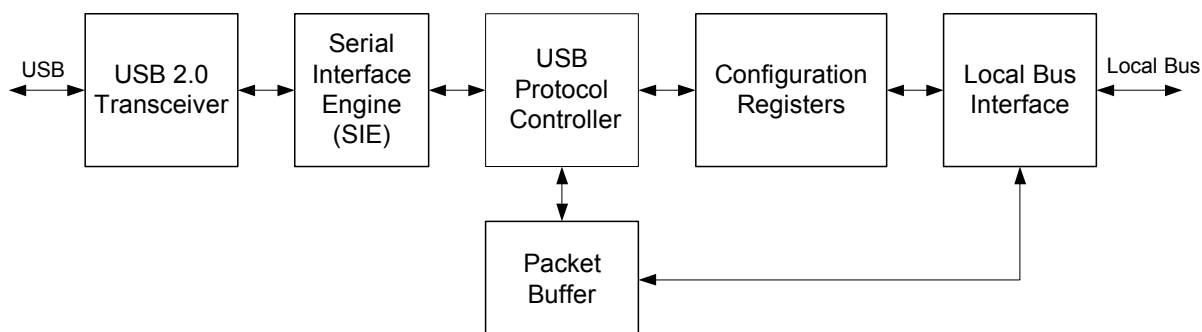 USB
USB 2.0
Transceiver
Serial
Interface
Engine
(SIE)
USB
Protocol
Controller
Configuration
Registers
Local Bus
Interface
Local Bus
Packet
Buffer